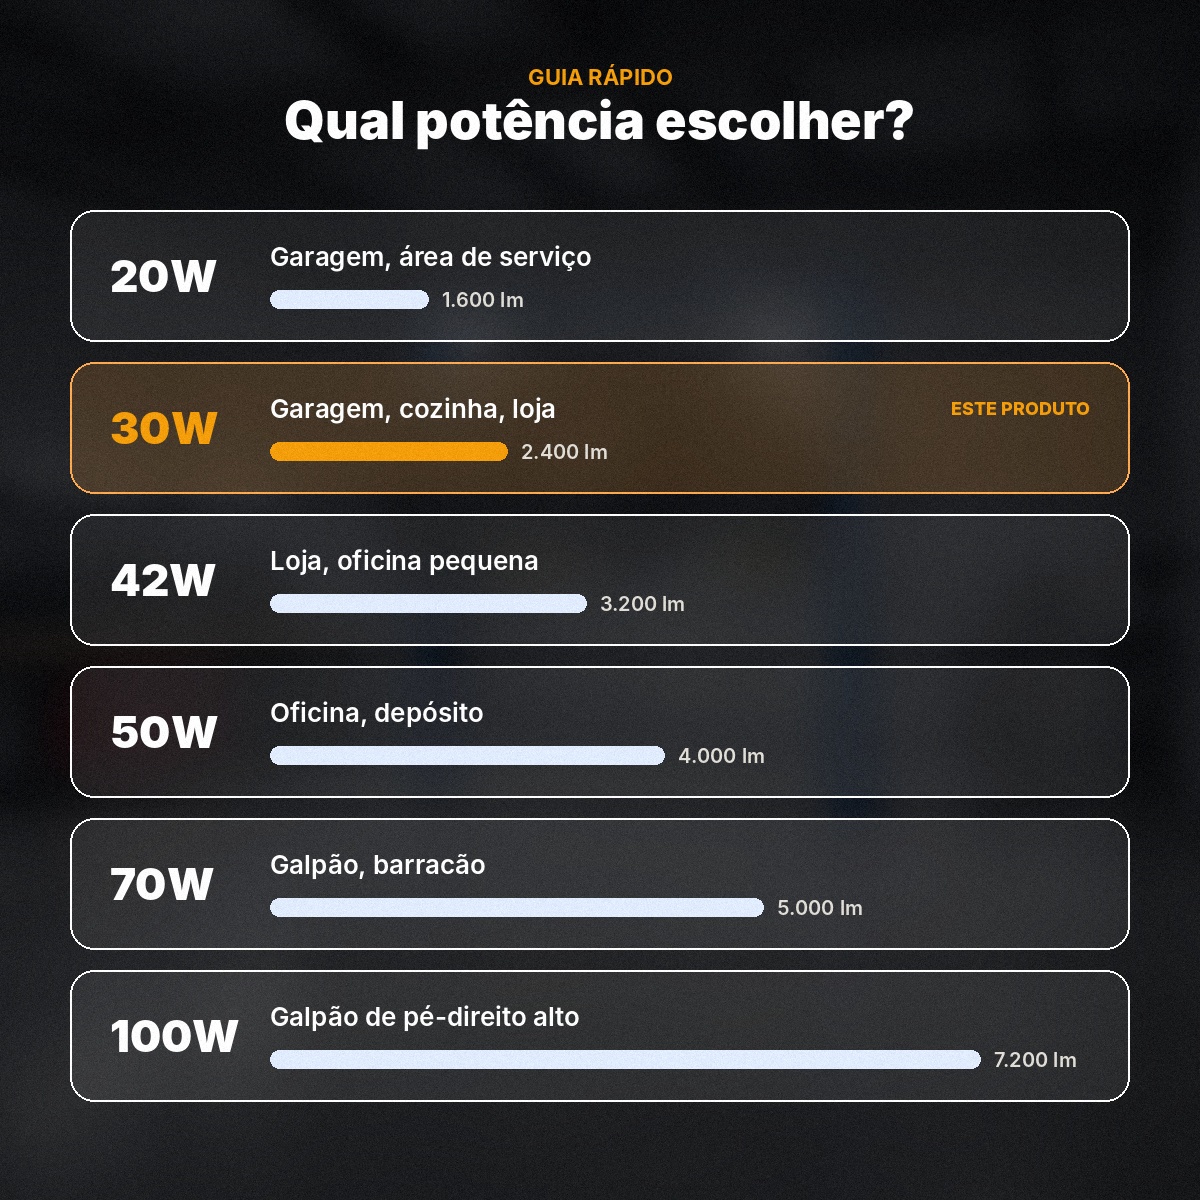 GUIA RÁPIDO
Qual potência escolher?
20W
Garagem, área de serviço
1.600 lm
30W
Garagem, cozinha, loja
ESTE PRODUTO
2.400 lm
42W
Loja, oficina pequena
3.200 lm
50W
Oficina, depósito
4.000 lm
70W
Galpão, barracão
5.000 lm
100W
Galpão de pé-direito alto
7.200 lm